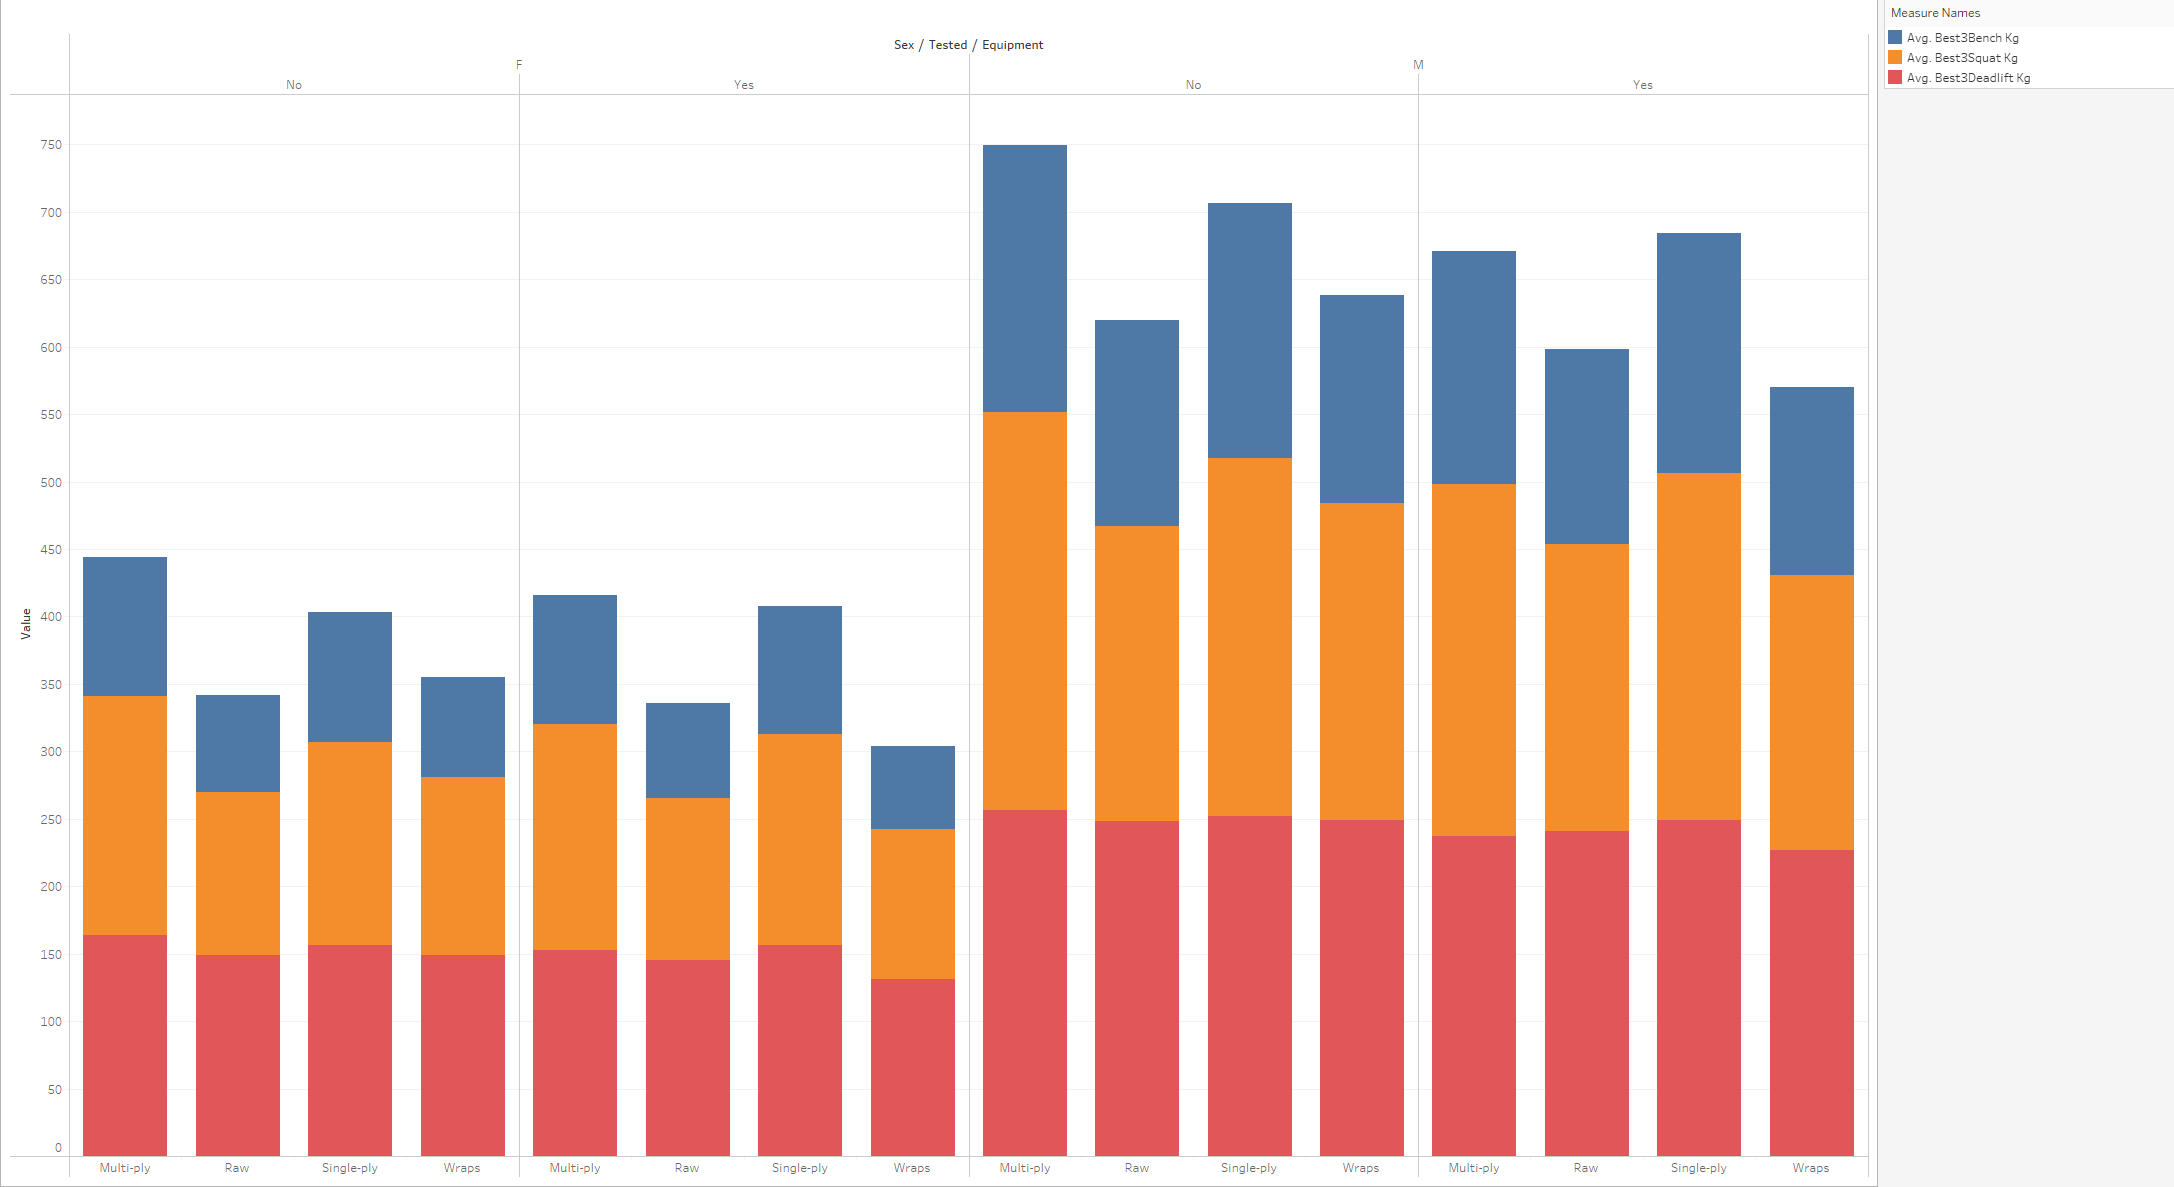 Sex / Tested / Equipment
F M
No Yes No Yes
750
700
650
600
550
500
450
400
350
300
250
200
150
100
50
0
Value
Multi-ply Raw Single-ply Wraps Multi-ply Raw Single-ply Wraps Multi-ply Raw Single-ply Wraps Multi-ply Raw Single-ply Wraps
Measure Names
Avg. Best3Bench Kg
Avg. Best3Squat Kg
Avg. Best3Deadlift Kg